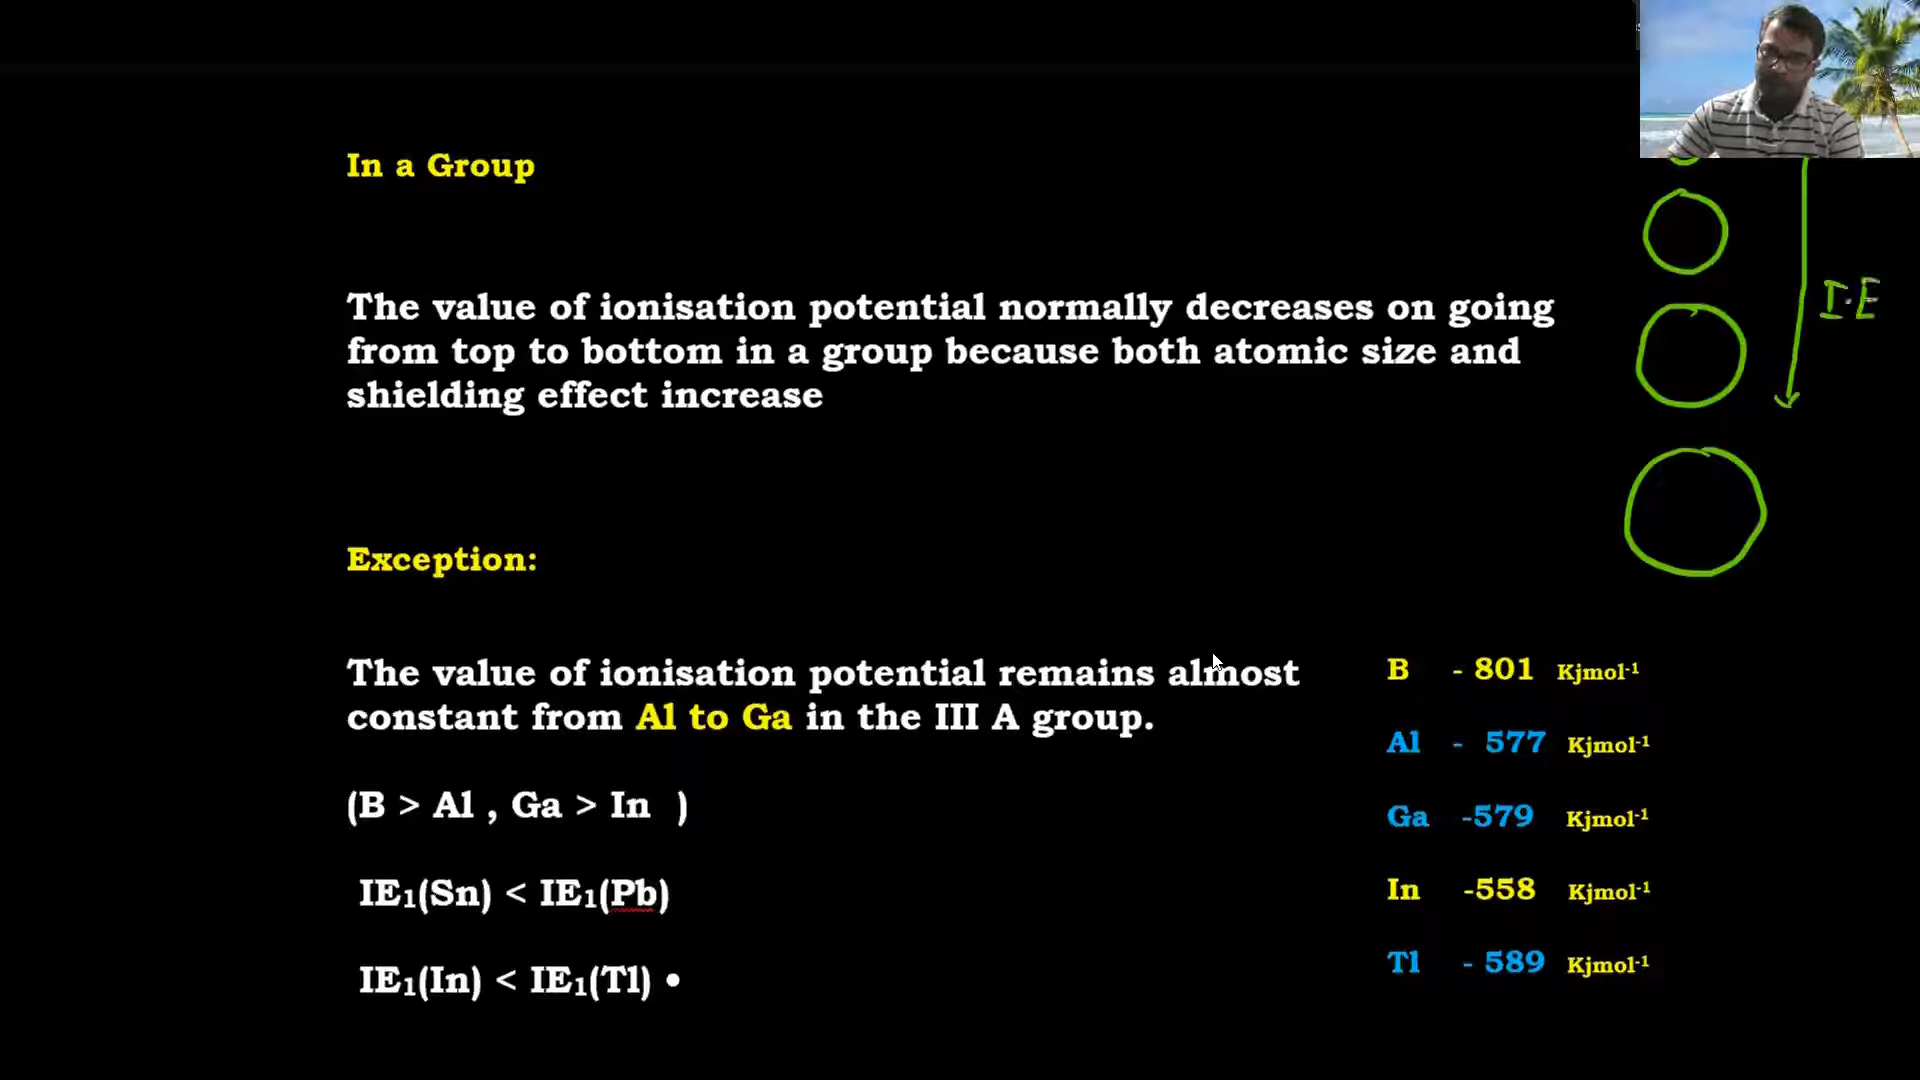 In a Group
The value of ionisation potential normally decreases on going
from top to bottom in a group because both atomic size and
shielding effect increase
I.E
Exception:
The value of ionisation potential remains almost
constant from Al to Ga in the III A group.
(B > Al , Ga > In )
IE₁(Sn) < IE₁(Pb)
IE₁(In) < IE₁(Tl) •
B - 801 Kjmol⁻¹
Al - 577 Kjmol⁻¹
Ga -579 Kjmol⁻¹
In -558 Kjmol⁻¹
Tl - 589 Kjmol⁻¹